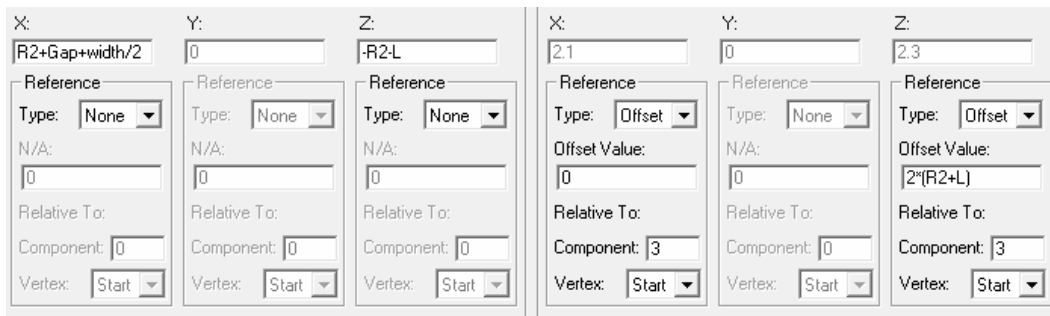 X: Y: Z: X: Y: Z:
R2+Gap+width/2 0 -R2-L 2.1 0 2.3
Reference Reference Reference Reference Reference Reference
Type: None Type: None Type: None Type: Offset Type: None Type: Offset
N/A: N/A: N/A: Offset Value: N/A: Offset Value:
0 0 0 0 0 2*(R2+L)
Relative To: Relative To: Relative To: Relative To: Relative To: Relative To:
Component: 0 Component: 0 Component: 0 Component: 3 Component: 0 Component: 3
Vertex: Start Vertex: Start Vertex: Start Vertex: Start Vertex: Start Vertex: Start